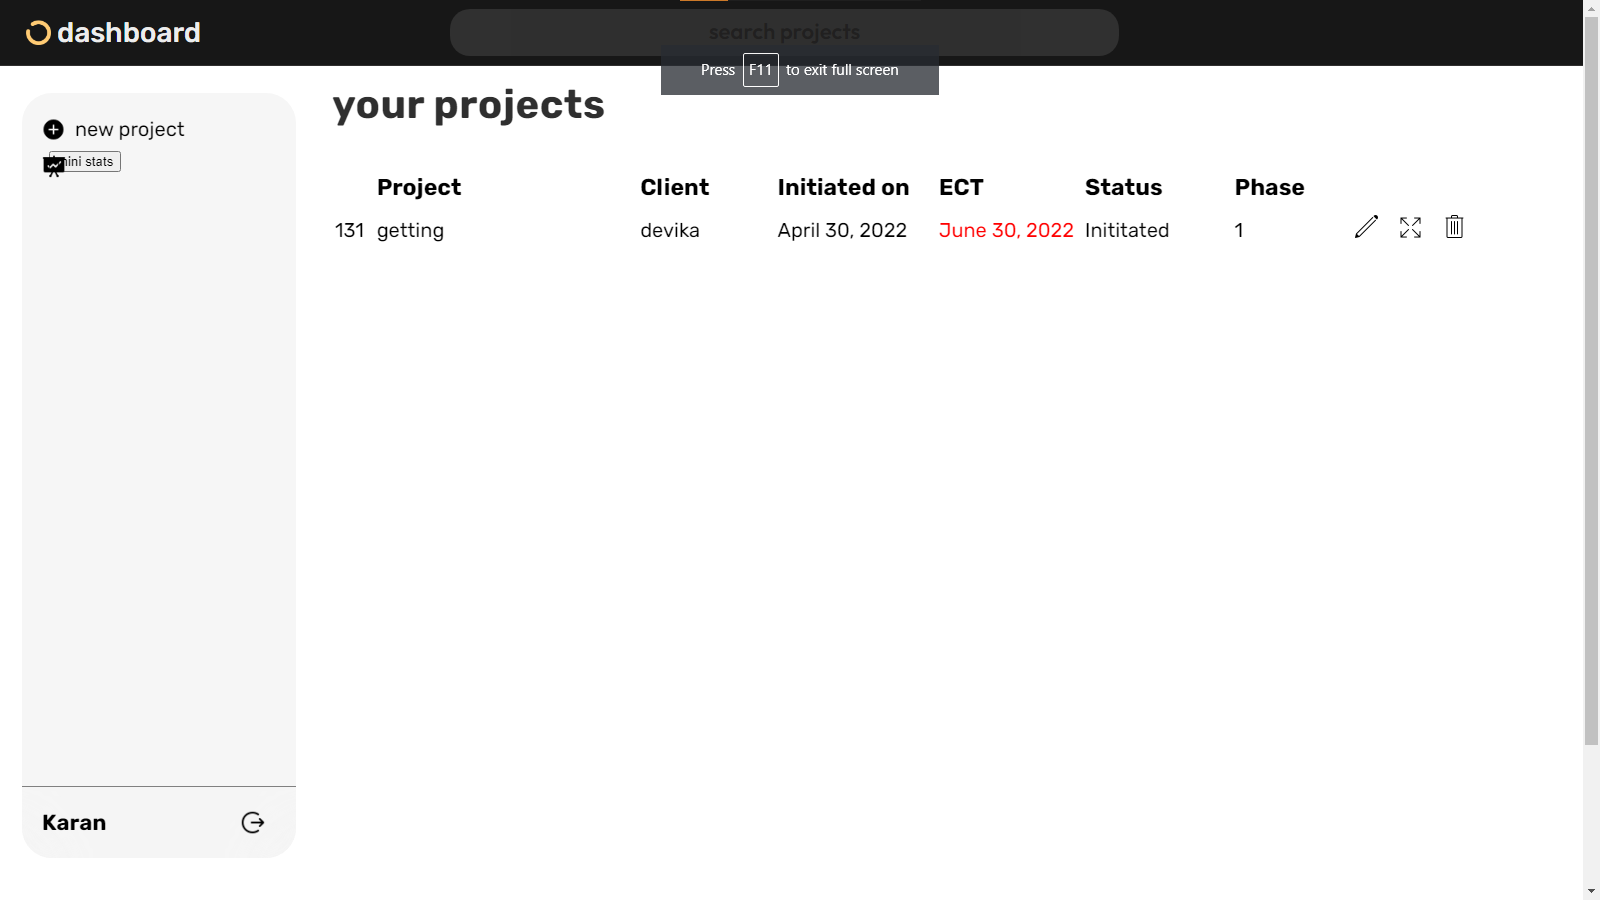 dashboard
search projects
Press F11 to exit full screen
your projects
new project
mini stats
Project Client Initiated on ECT Status Phase
131 getting devika April 30, 2022 June 30, 2022 Inititated 1
Karan